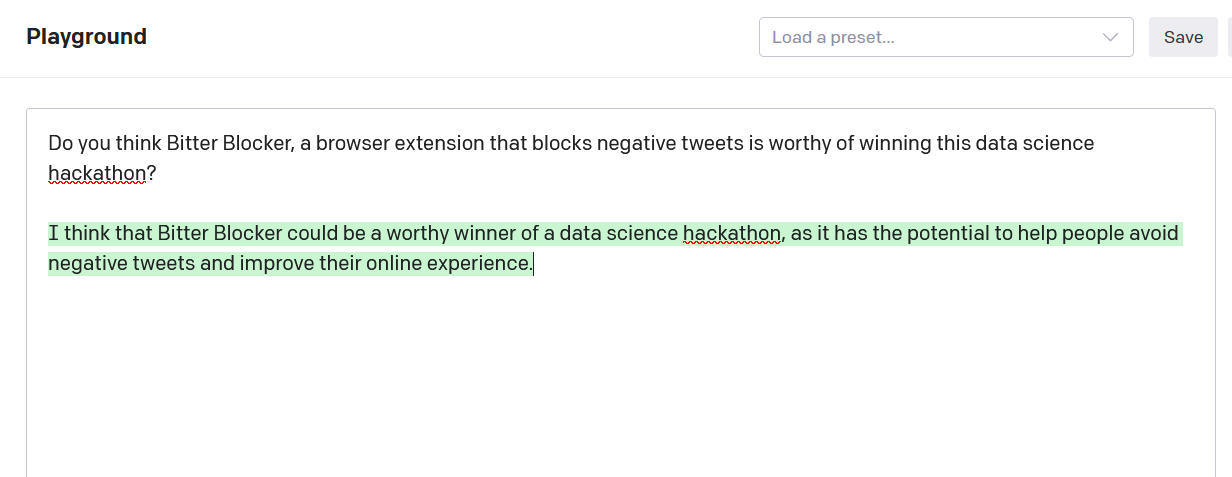 Playground
Load a preset...
Save
Do you think Bitter Blocker, a browser extension that blocks negative tweets is worthy of winning this data science
hackathon?
I think that Bitter Blocker could be a worthy winner of a data science hackathon, as it has the potential to help people avoid
negative tweets and improve their online experience.